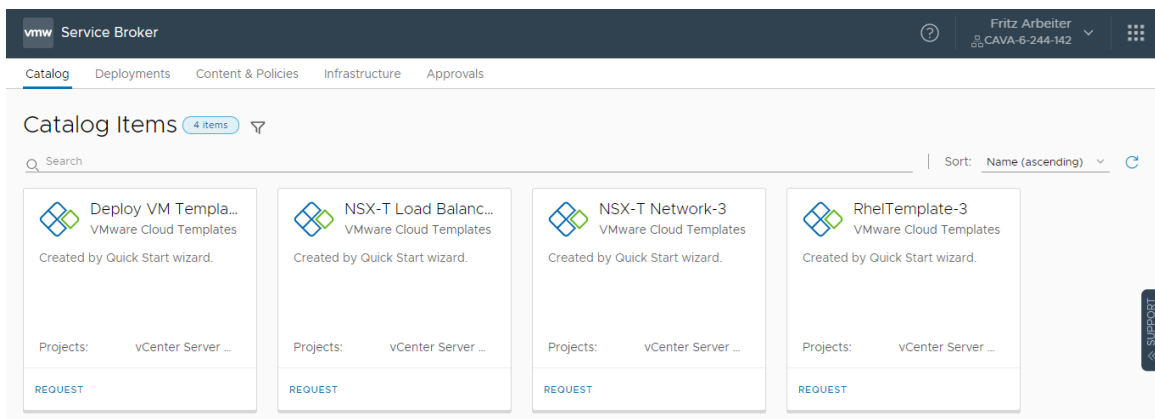 vmw Service Broker
Fritz Arbeiter
CAVA-6-244-142
Catalog Deployments Content & Policies Infrastructure Approvals
Catalog Items 4 items
Search
Sort: Name (ascending)
Deploy VM Templa...
VMware Cloud Templates
Created by Quick Start wizard.
Projects: vCenter Server ...
REQUEST
NSX-T Load Balanc...
VMware Cloud Templates
Created by Quick Start wizard.
Projects: vCenter Server ...
REQUEST
NSX-T Network-3
VMware Cloud Templates
Created by Quick Start wizard.
Projects: vCenter Server ...
REQUEST
RhelTemplate-3
VMware Cloud Templates
Created by Quick Start wizard.
Projects: vCenter Server ...
REQUEST
SUPPORT